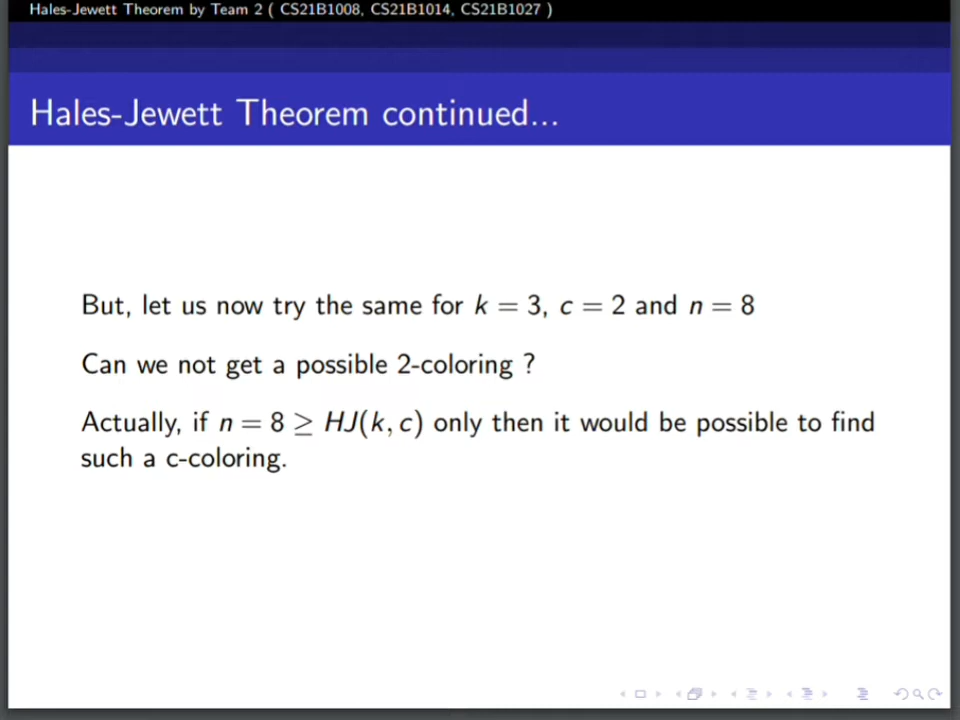 Hales-Jewett Theorem by Team 2 ( CS21B1008, CS21B1014, CS21B1027 )
Hales-Jewett Theorem continued...
But, let us now try the same for k = 3, c = 2 and n = 8
Can we not get a possible 2-coloring ?
Actually, if n = 8 ≥ HJ(k, c) only then it would be possible to find
such a c-coloring.